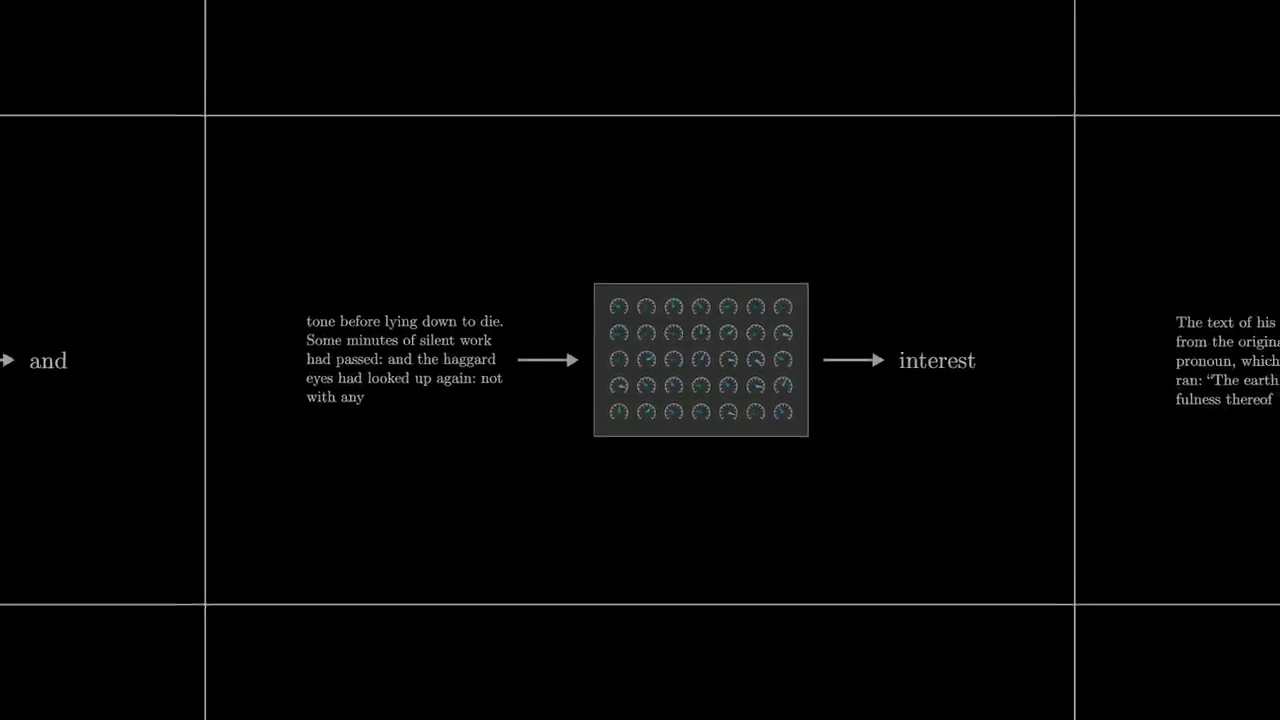 and
tone before lying down to die.
Some minutes of silent work
had passed: and the haggard
eyes had looked up again: not
with any
interest
The text of his
from the origina
pronoun, which
ran: “The earth
fulness thereof